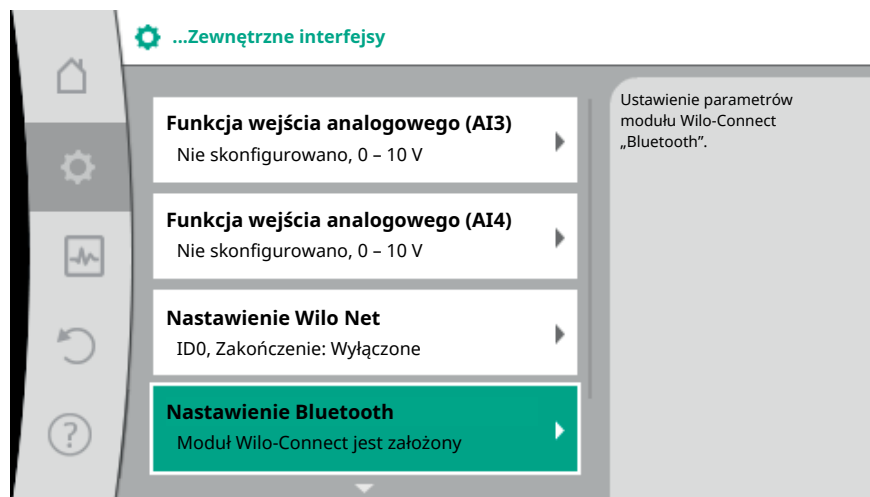 ...Zewnętrzne interfejsy
Funkcja wejścia analogowego (AI3)
Nie skonfigurowano, 0 – 10 V
Funkcja wejścia analogowego (AI4)
Nie skonfigurowano, 0 – 10 V
Nastawienie Wilo Net
ID0, Zakończenie: Wyłączone
Nastawienie Bluetooth
Moduł Wilo-Connect jest założony
Ustawienie parametrów
modułu Wilo-Connect
„Bluetooth”.
?